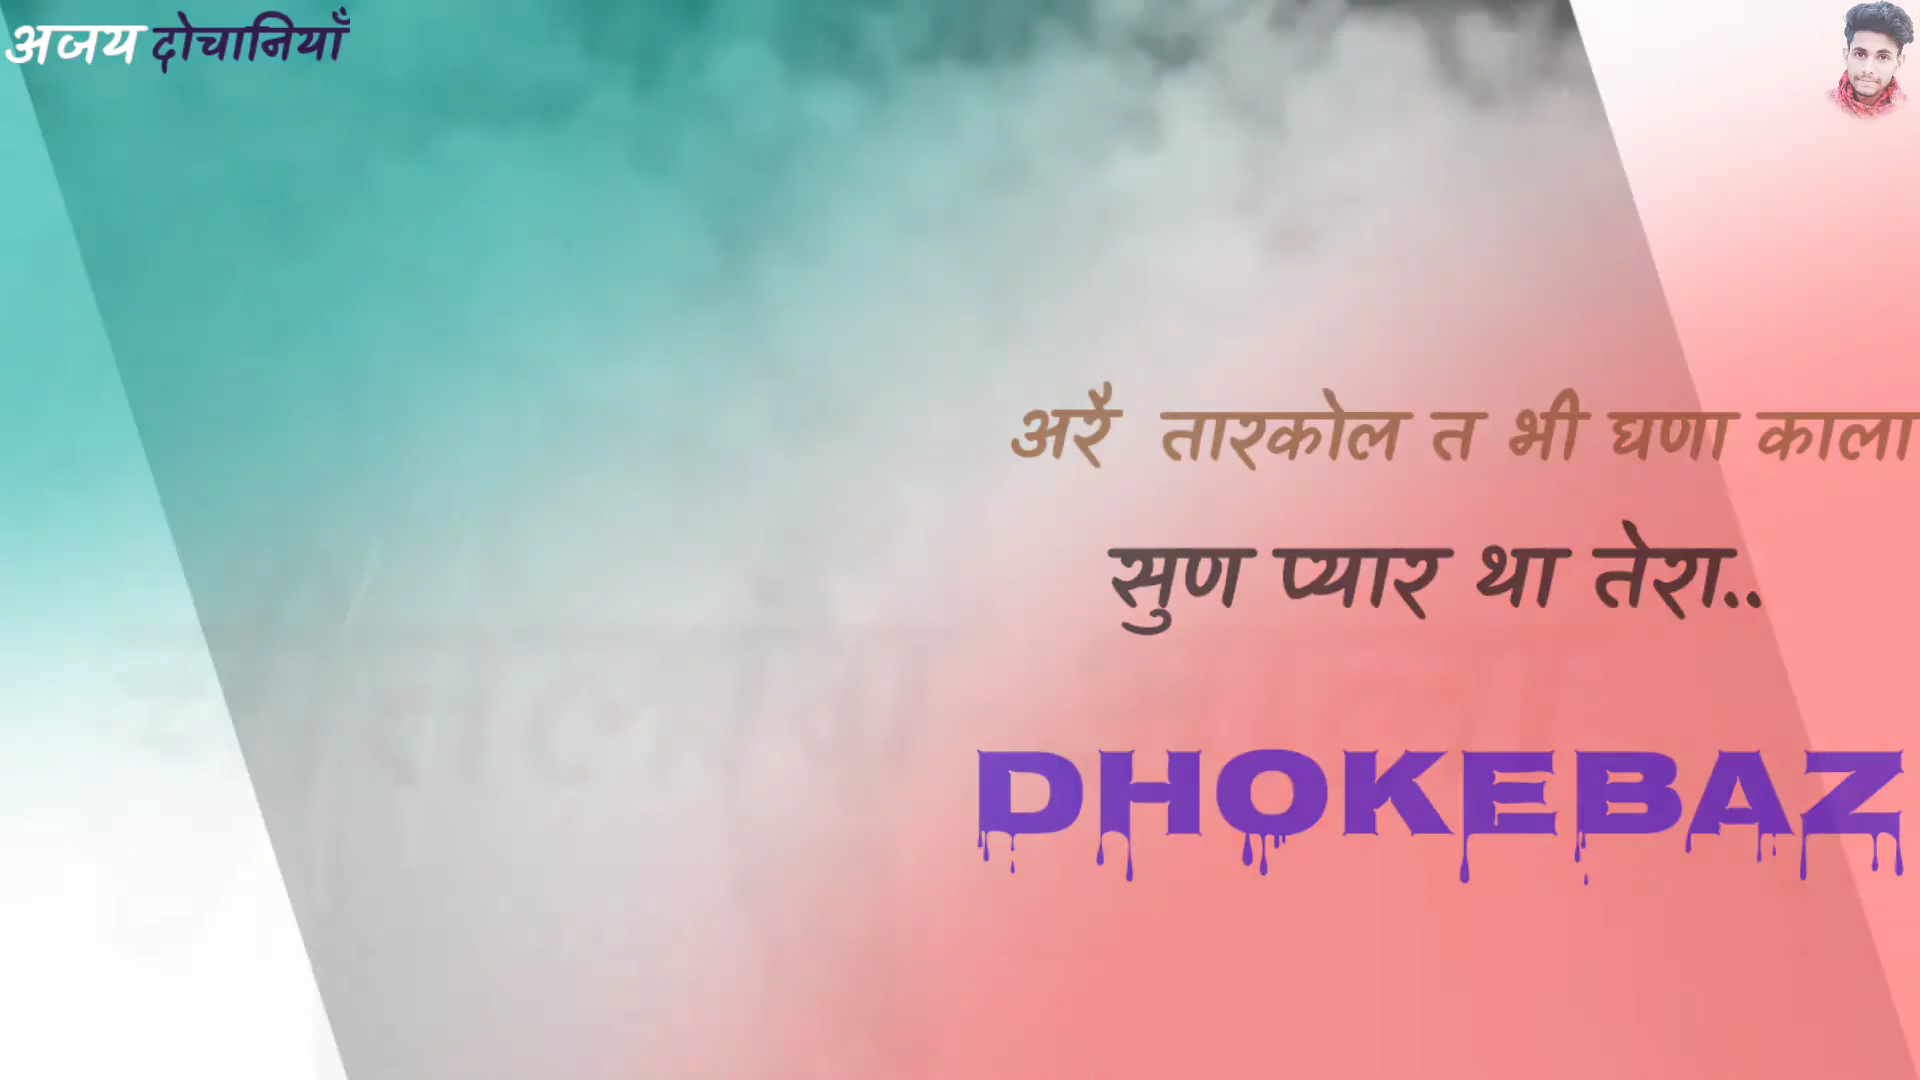 अजय दोचानियाँ
अरै तारकोल त भी घणा काला
सुण प्यार था तेरा..
DHOKEBAZ